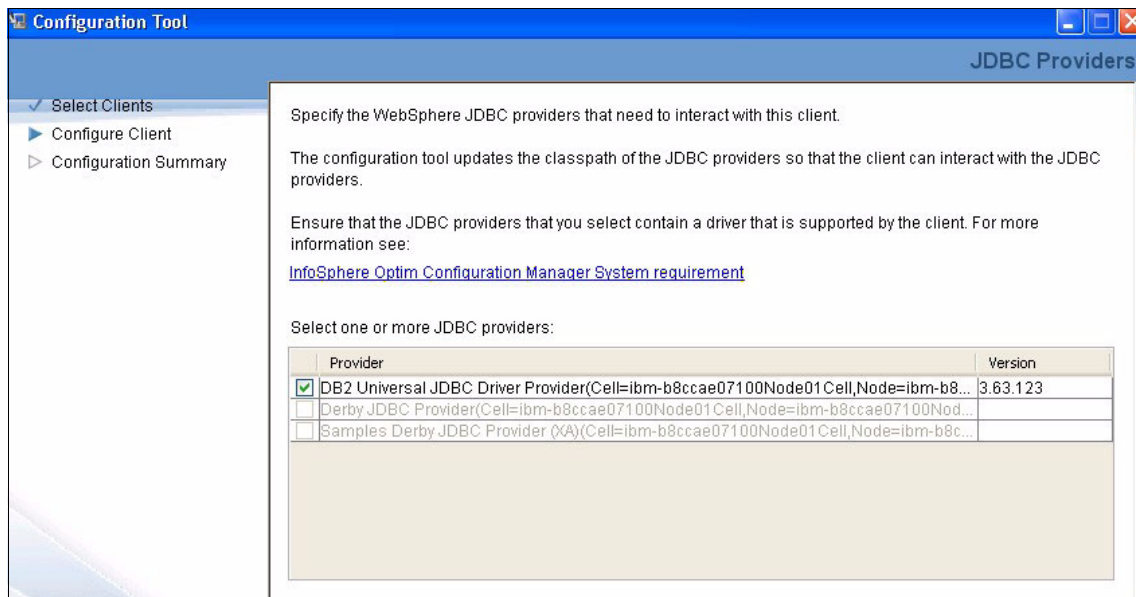 Configuration Tool
JDBC Providers
Select Clients
Configure Client
Configuration Summary
Specify the WebSphere JDBC providers that need to interact with this client.
The configuration tool updates the classpath of the JDBC providers so that the client can interact with the JDBC
providers.
Ensure that the JDBC providers that you select contain a driver that is supported by the client. For more
information see:
InfoSphere Optim Configuration Manager System requirement
Select one or more JDBC providers:
Provider Version
DB2 Universal JDBC Driver Provider(Cell=ibm-b8ccae07100Node01Cell,Node=ibm-b8... 3.63.123
Derby JDBC Provider(Cell=ibm-b8ccae07100Node01Cell,Node=ibm-b8ccae07100Nod...
Samples Derby JDBC Provider (XA)(Cell=ibm-b8ccae07100Node01Cell,Node=ibm-b8c...